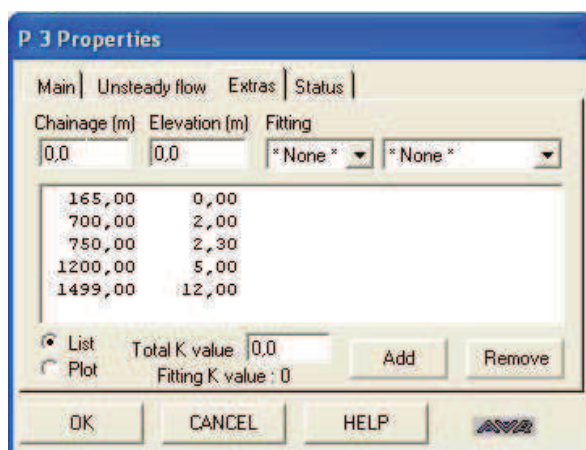 P 3 Properties
Main Unsteady flow Extras Status
Chainage (m) Elevation (m) Fitting
0,0 0,0 * None * * None *
165,00 0,00
700,00 2,00
750,00 2,30
1200,00 5,00
1499,00 12,00
List Total K value 0,0 Add Remove
Plot Fitting K value : 0
OK CANCEL HELP